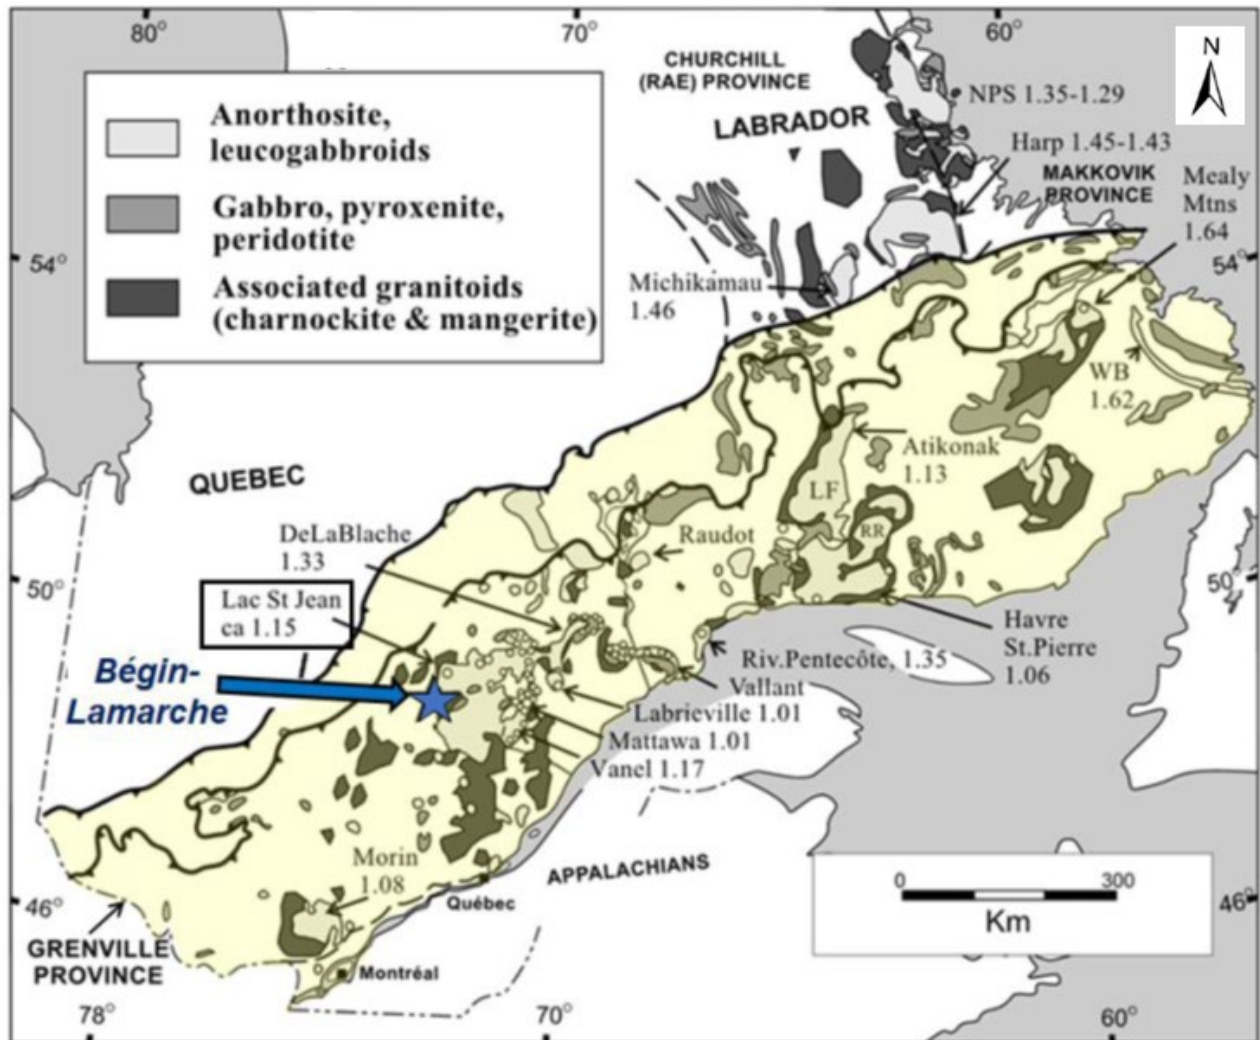 80°
70°
60°
N
Anorthosite,
leucogabbroids
Gabbro, pyroxenite,
peridotite
Associated granitoids
(charnockite & mangerite)
CHURCHILL
(RAE) PROVINCE
LABRADOR
NPS 1.35-1.29
Harp 1.45-1.43
MAKKOVIK
PROVINCE
Mealy
Mtns
1.64
54°
54°
Michikamau
1.46
WB
1.62
Atikonak
1.13
LF
RR
QUEBEC
DeLaBlache
1.33
Raudot
50°
50°
Lac St Jean
ca 1.15
Havre
St.Pierre
1.06
Bégin-
Lamarche
Riv.Pentecôte, 1.35
Vallant
Labrieville 1.01
Mattawa 1.01
Vanel 1.17
Morin
1.08
APPALACHIANS
0 300
Km
46°
46°
Québec
GRENVILLE
PROVINCE
Montréal
78°
70°
60°